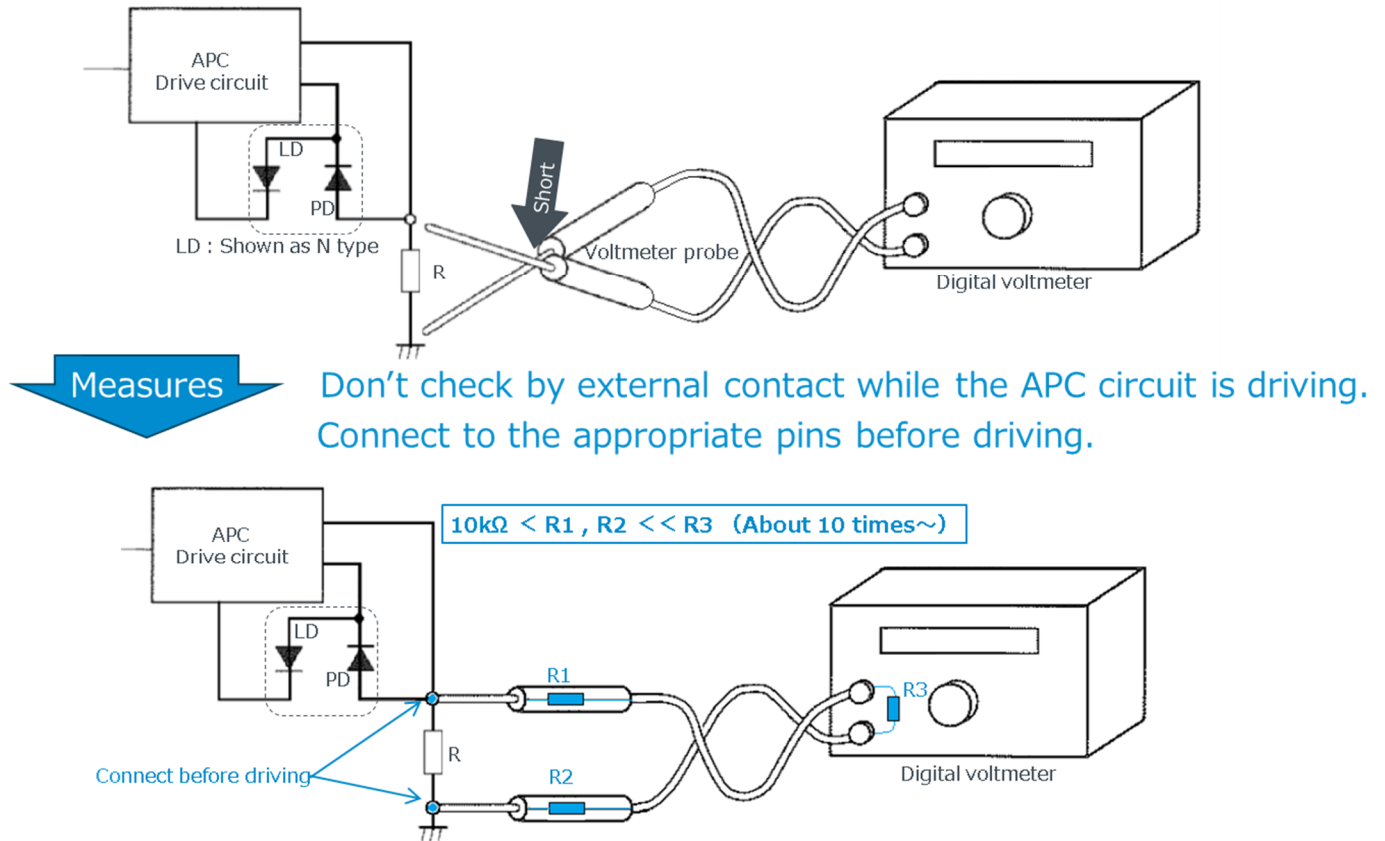 APC
Drive circuit
LD
PD
LD : Shown as N type
R
Short
Voltmeter probe
Digital voltmeter
Measures
Don't check by external contact while the APC circuit is driving.
Connect to the appropriate pins before driving.
10kΩ < R1 , R2 << R3 (About 10 times~)
APC
Drive circuit
LD
PD
R1
R3
R
Connect before driving
R2
Digital voltmeter